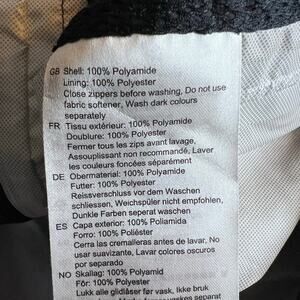 GB Shell: 100% Polyamide
Lining: 100% Polyester
Close zippers before washing, Do not use
fabric softener, Wash dark colours
separately
FR Tissu extérieur: 100% Polyamide
Doublure: 100% Polyester
Fermer tous les zips avant lavage,
Assouplissant non recommandé, Laver
les couleurs foncées séparément
DE Obermaterial: 100% Polyamide
Futter: 100% Polyester
Reissverschluss vor dem Waschen
schliessen, Weichspüler nicht empfohlen,
Dunkle Farben seperat waschen
ES Capa exterior: 100% Poliamida
Forro: 100% Poliéster
Cerra las cremalleras antes de lavar, No
usar suavizante, Lavar colores oscuros
por separado
NO Skallag: 100% Polyamid
Fôr: 100% Polyester
Lukk alle glidlåser før vask, Ikke bruk